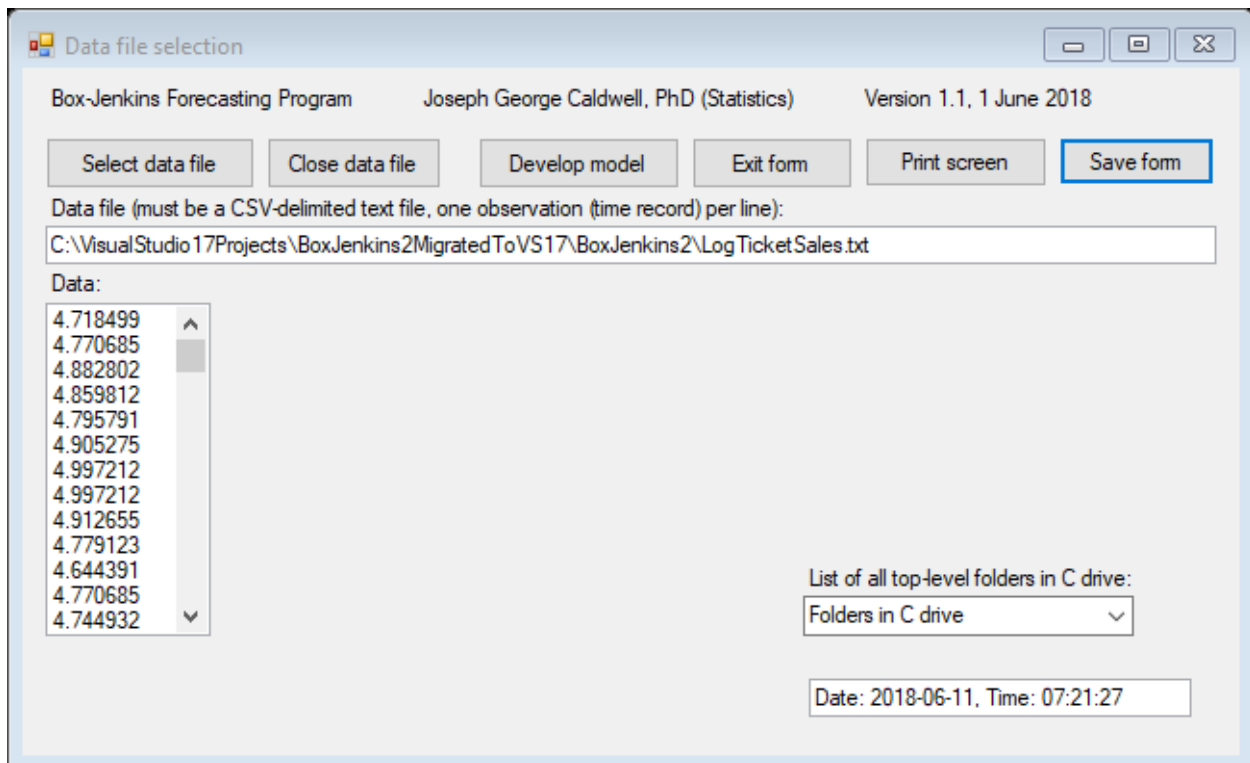 Data file selection
Box-Jenkins Forecasting Program Joseph George Caldwell, PhD (Statistics) Version 1.1, 1 June 2018
Select data file Close data file Develop model Exit form Print screen Save form
Data file (must be a CSV-delimited text file, one observation (time record) per line):
C:\VisualStudio17Projects\BoxJenkins2MigratedToVS17\BoxJenkins2\LogTicketSales.txt
Data:
4.718499
4.770685
4.882802
4.859812
4.795791
4.905275
4.997212
4.997212
4.912655
4.779123
4.644391
4.770685
4.744932
List of all top-level folders in C drive:
Folders in C drive
Date: 2018-06-11, Time: 07:21:27